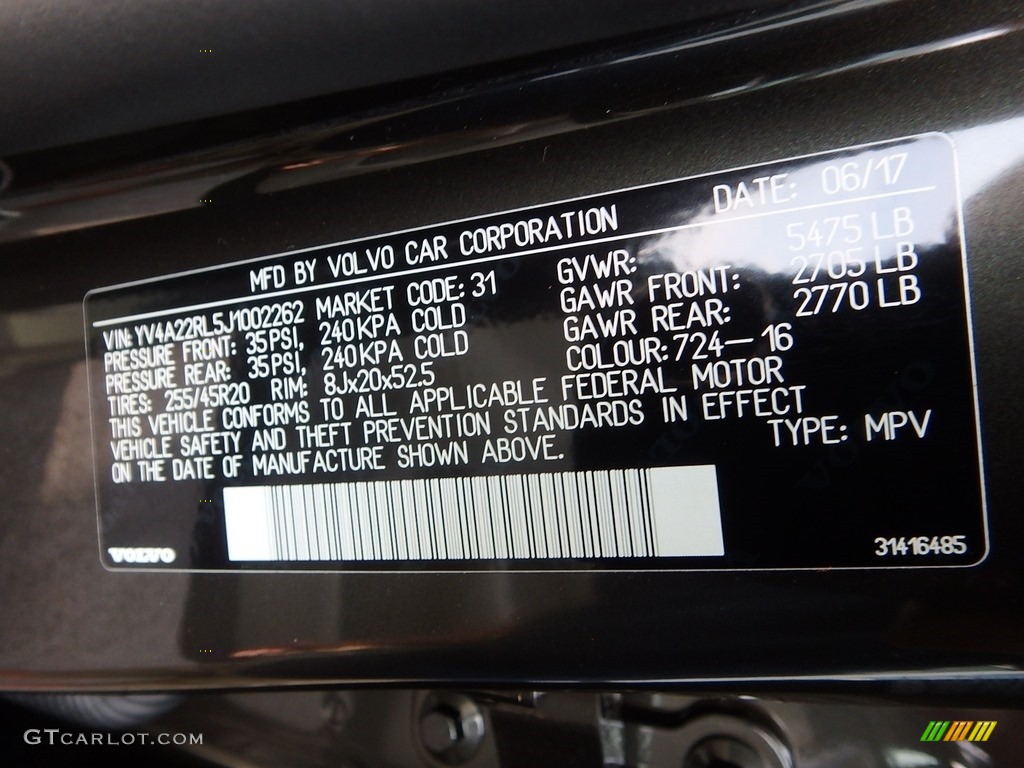 DATE: 06/17
MFD BY VOLVO CAR CORPORATION
VIN: YV4A22RL5J1002262 MARKET CODE: 31
PRESSURE FRONT: 35PSI, 240KPA COLD
PRESSURE REAR: 35PSI, 240KPA COLD
TIRES: 255/45R20 RIM: 8Jx20x52.5
GVWR: 5475 LB
GAWR FRONT: 2705 LB
GAWR REAR: 2770 LB
COLOUR: 724-16
THIS VEHICLE CONFORMS TO ALL APPLICABLE FEDERAL MOTOR
VEHICLE SAFETY AND THEFT PREVENTION STANDARDS IN EFFECT
ON THE DATE OF MANUFACTURE SHOWN ABOVE.
TYPE: MPV
VOLVO
31416485
GTCARLOT.COM